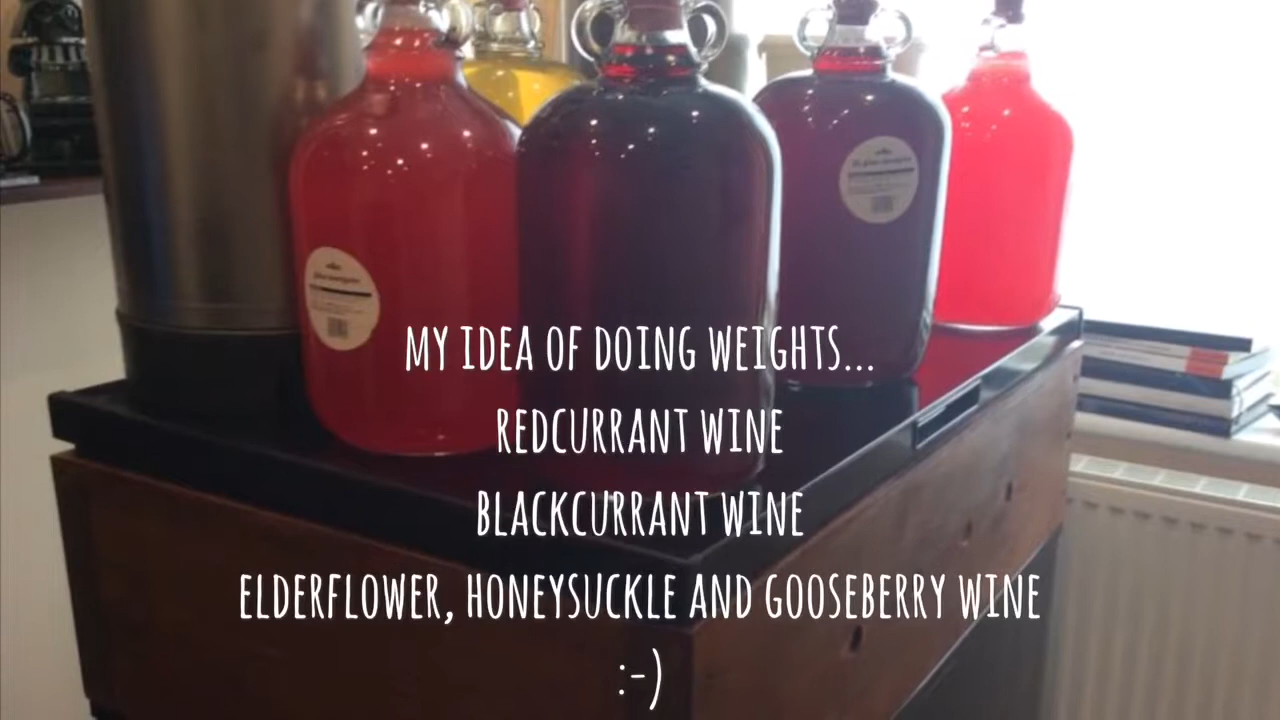 MY IDEA OF DOING WEIGHTS...
REDCURRANT WINE
BLACKCURRANT WINE
ELDERFLOWER, HONEYSUCKLE AND GOOSEBERRY WINE
:-)